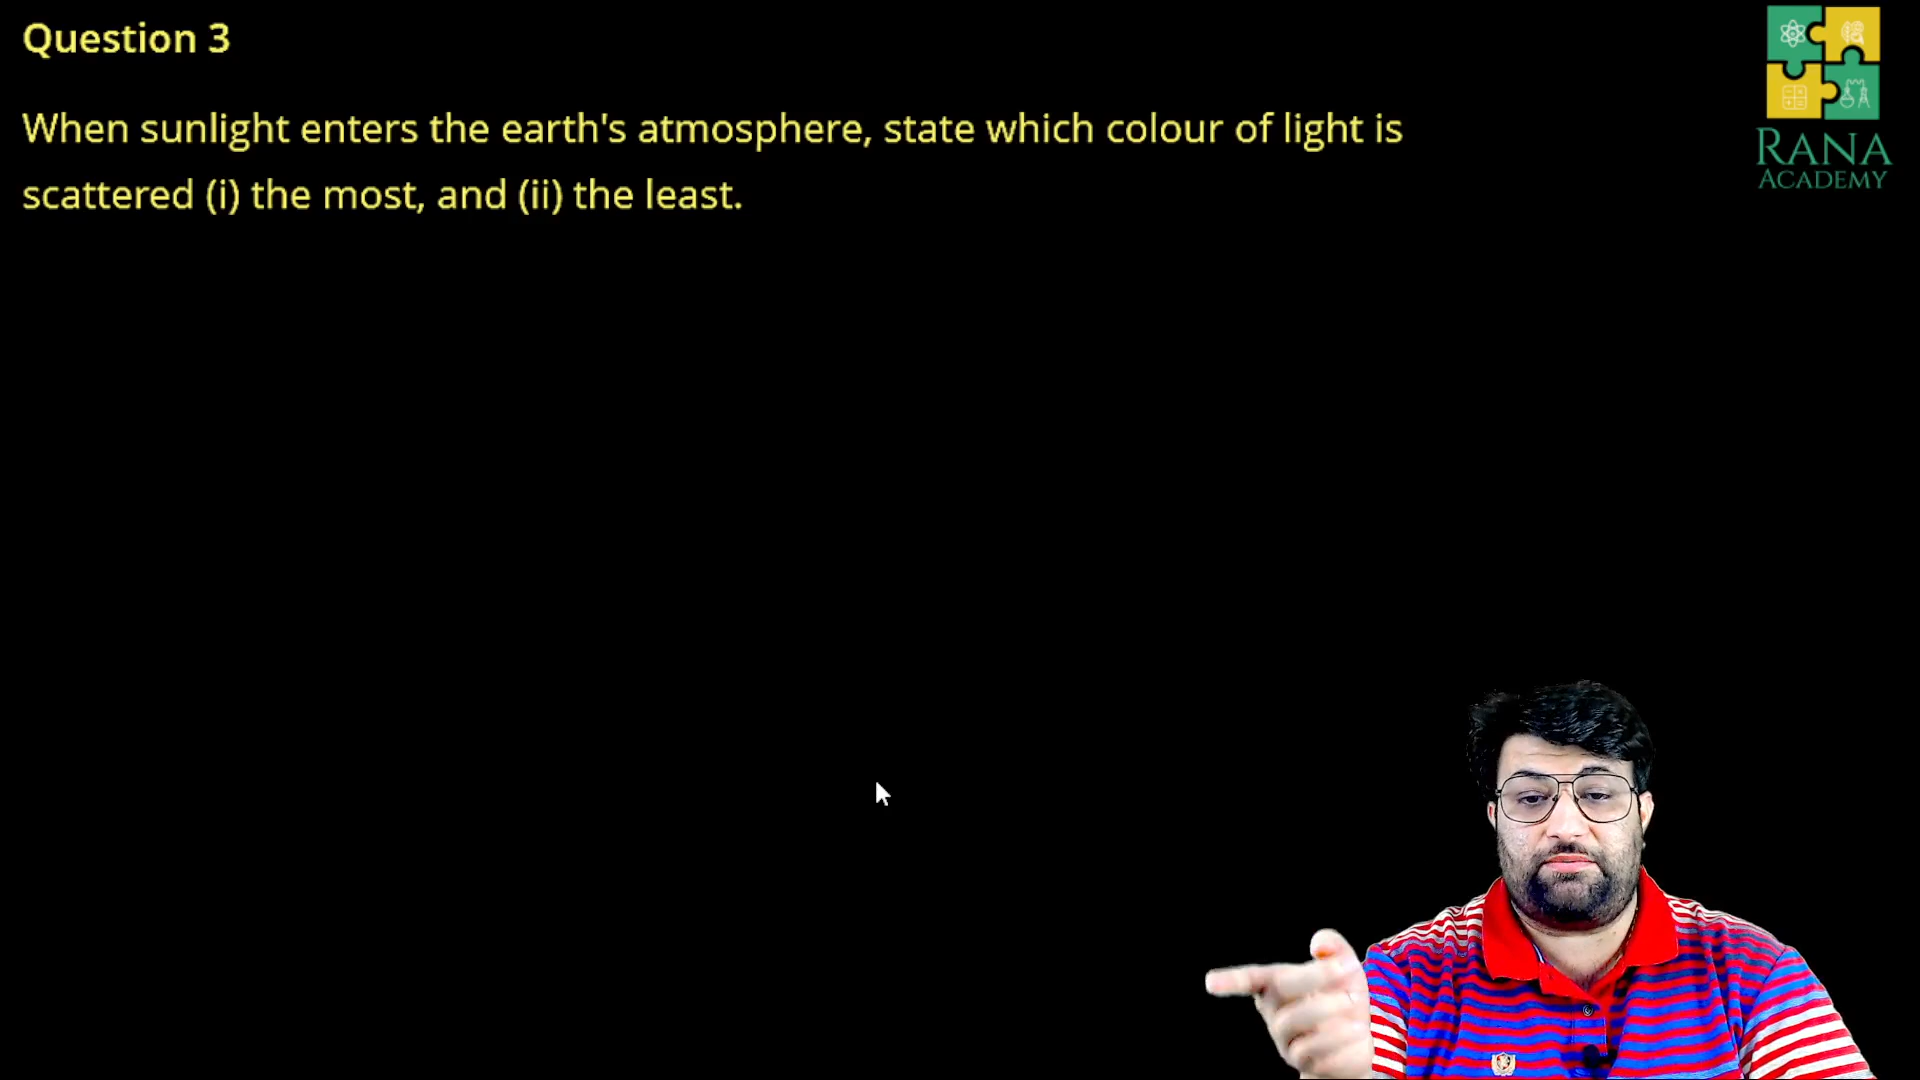 Question 3
When sunlight enters the earth's atmosphere, state which colour of light is
scattered (i) the most, and (ii) the least.
RANA
ACADEMY